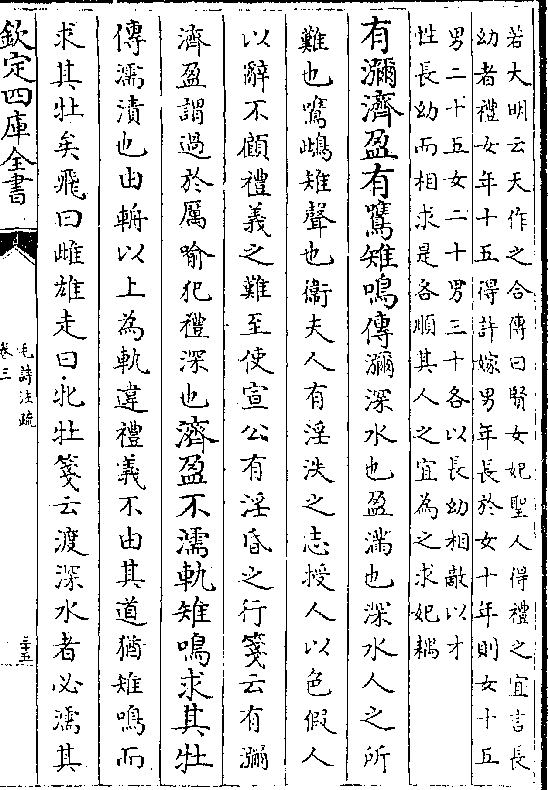 若大明云天作之合傳曰賢女妃聖人得禮之宜言長
幼者禮女年十五得許嫁男年長於女十年則女十五
男二十五女二十男三十各以長幼相敵以才
性長幼而相求是各順其人之宜為之求妃耦
有瀰濟盈有鷕雉鳴傳瀰深水也盈滿也深水人之所
難也鷕雌雉聲也衞夫人有淫泆之志授人以色假人
以辭不顧禮義之難至使宣公有淫昏之行箋云有瀰
濟盈謂過於厲喻犯禮深也濟盈不濡軌雉鳴求其牡
傳濡漬也由輈以上為軌違禮義不由其道猶雉鳴而
求其牡矣飛曰雌雄走曰牝牡箋云渡深水者必濡其
欽定四庫全書
毛詩注疏
卷三
三十五